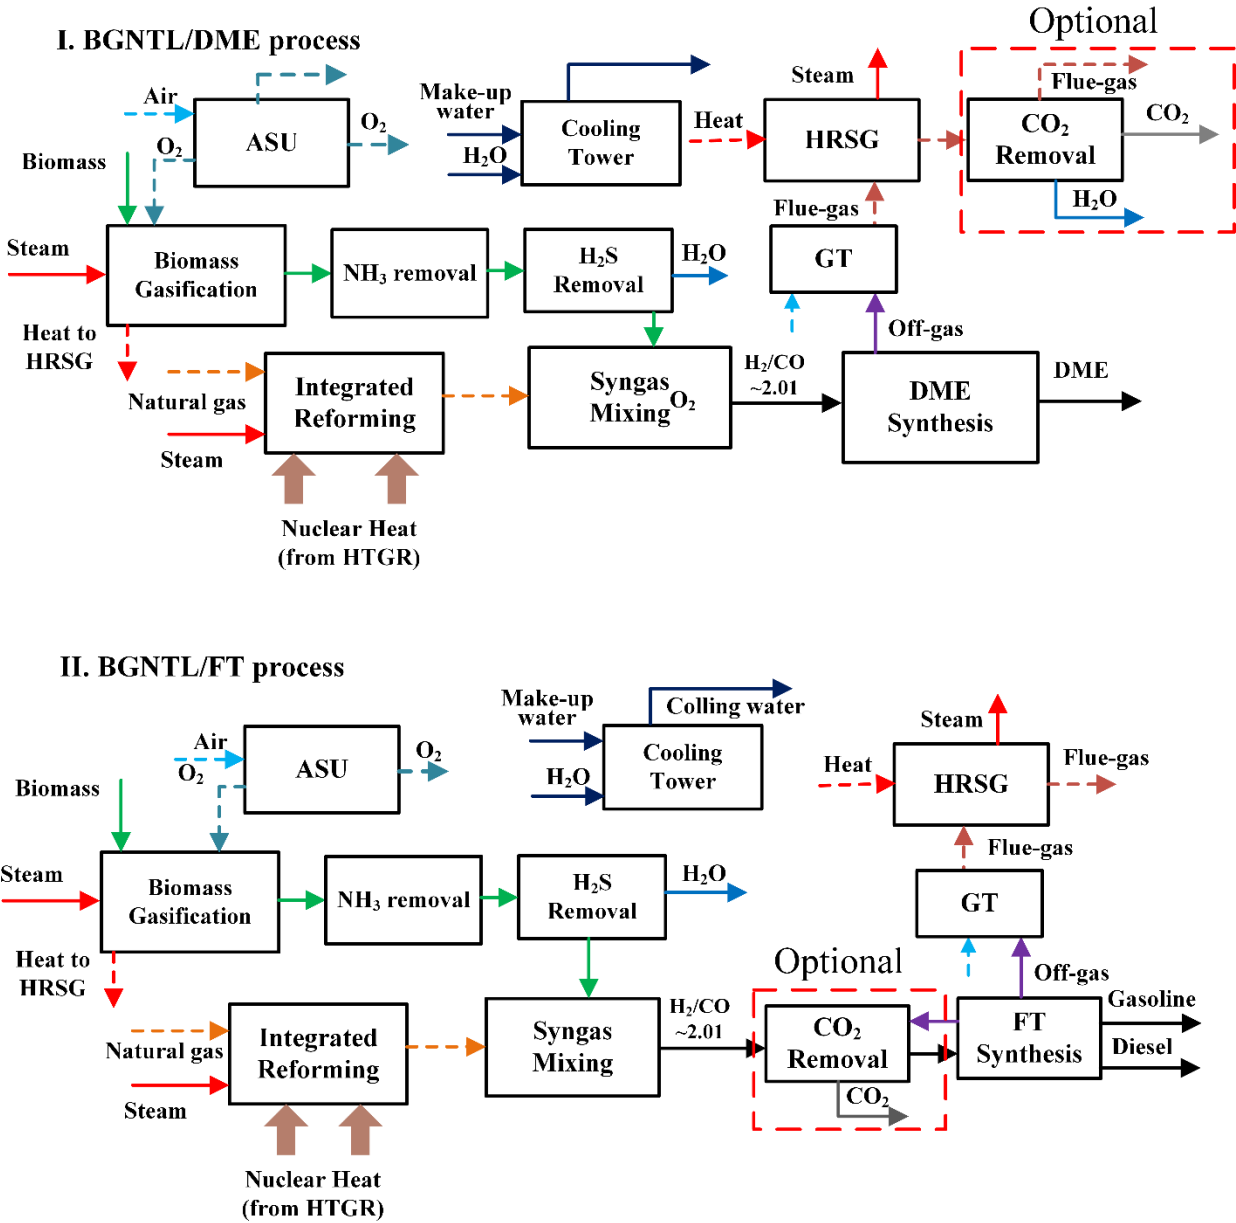 I. BGNTL/DME process
Optional
Air
ASU
O2
O2
Biomass
Make-up
water
H2O
Cooling
Tower
Heat
Steam
HRSG
Flue-gas
CO2
Removal
CO2
H2O
Flue-gas
Steam
Biomass
Gasification
NH3 removal
H2S
Removal
H2O
GT
Off-gas
Heat to
HRSG
Natural gas
Steam
Integrated
Reforming
Syngas
Mixing
O2
H2/CO
~2.01
DME
Synthesis
DME
Nuclear Heat
(from HTGR)
II. BGNTL/FT process
Air
O2
ASU
O2
Biomass
Make-up
water
H2O
Colling water
Cooling
Tower
Steam
Heat
HRSG
Flue-gas
Flue-gas
Steam
Biomass
Gasification
NH3 removal
H2S
Removal
H2O
GT
Off-gas
Heat to
HRSG
Natural gas
Steam
Integrated
Reforming
Syngas
Mixing
H2/CO
~2.01
Optional
CO2
Removal
CO2
FT
Synthesis
Gasoline
Diesel
Nuclear Heat
(from HTGR)